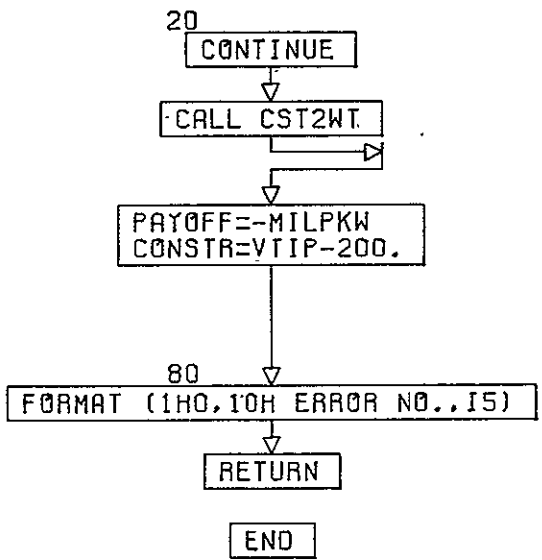 20
CONTINUE
CALL CST2WT
PAYOFF=-MILPKW
CONSTR=VTIP-200.
80
FORMAT (1H0,10H ERROR NO.,I5)
RETURN
END